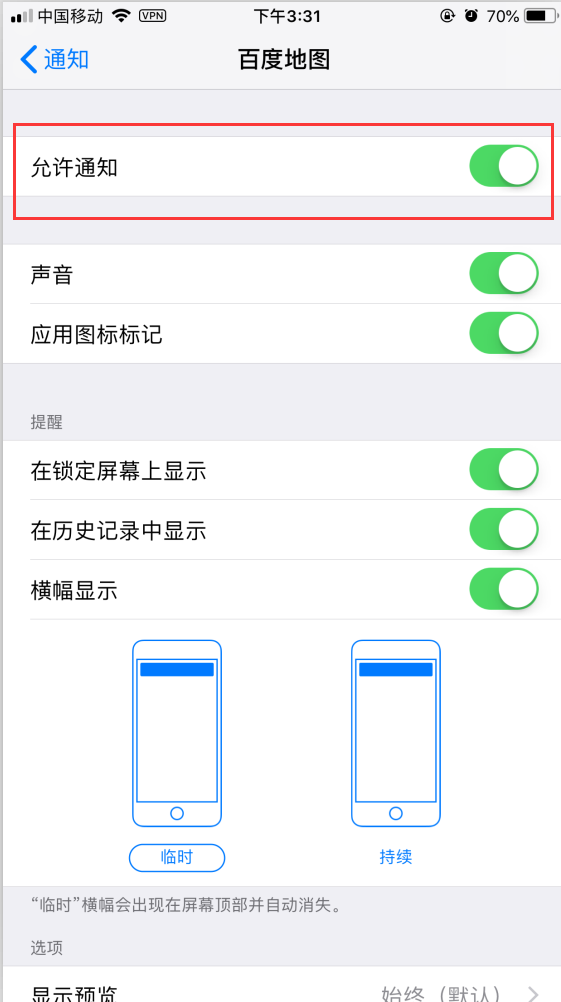 中国移动 VPN 下午3:31 70%
通知 百度地图
允许通知
声音
应用图标标记
提醒
在锁定屏幕上显示
在历史记录中显示
横幅显示
临时 持续
“临时”横幅会出现在屏幕顶部并自动消失。
选项
显示预览 始终（默认）